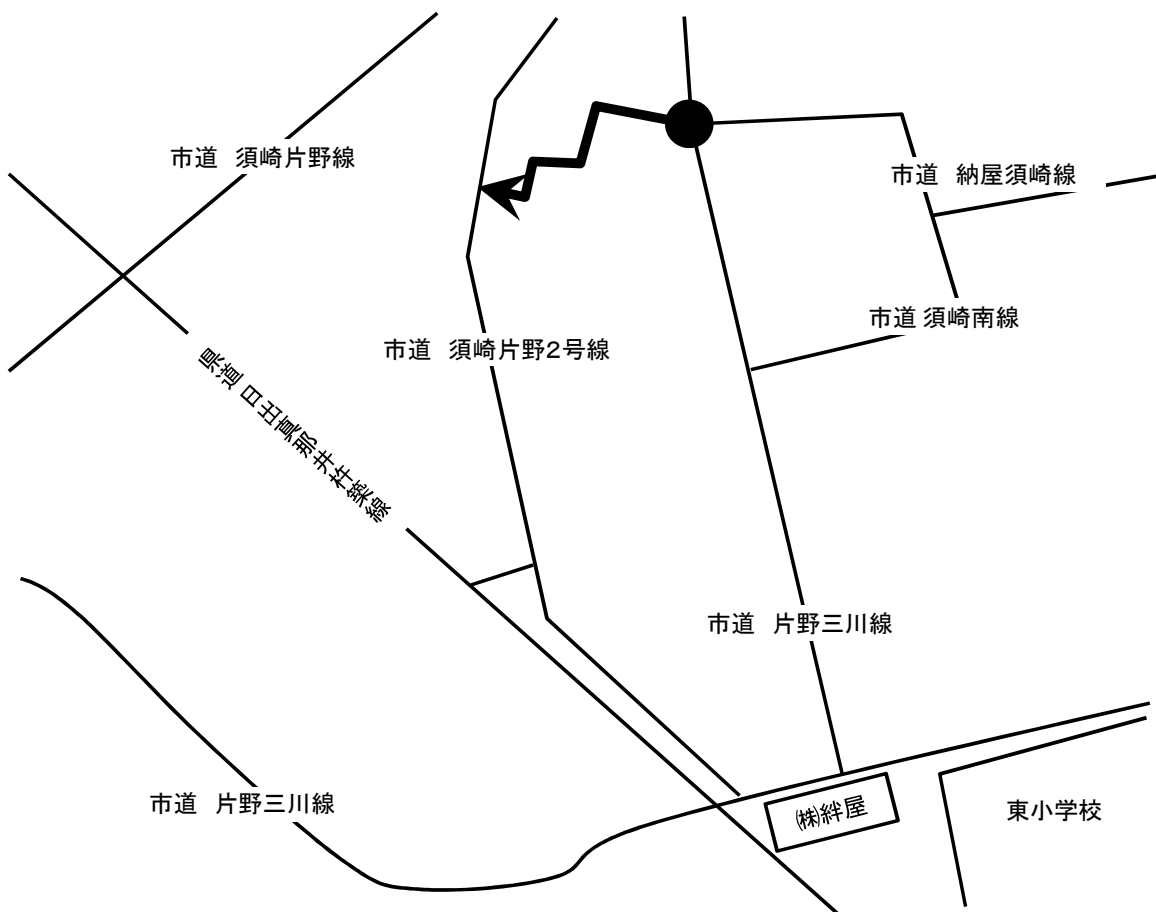 市道　須崎片野線
市道　納屋須崎線
市道 須崎南線
市道　須崎片野2号線
県道 日出真那井杵築線
市道　片野三川線
市道　片野三川線
㈱絆屋
東小学校